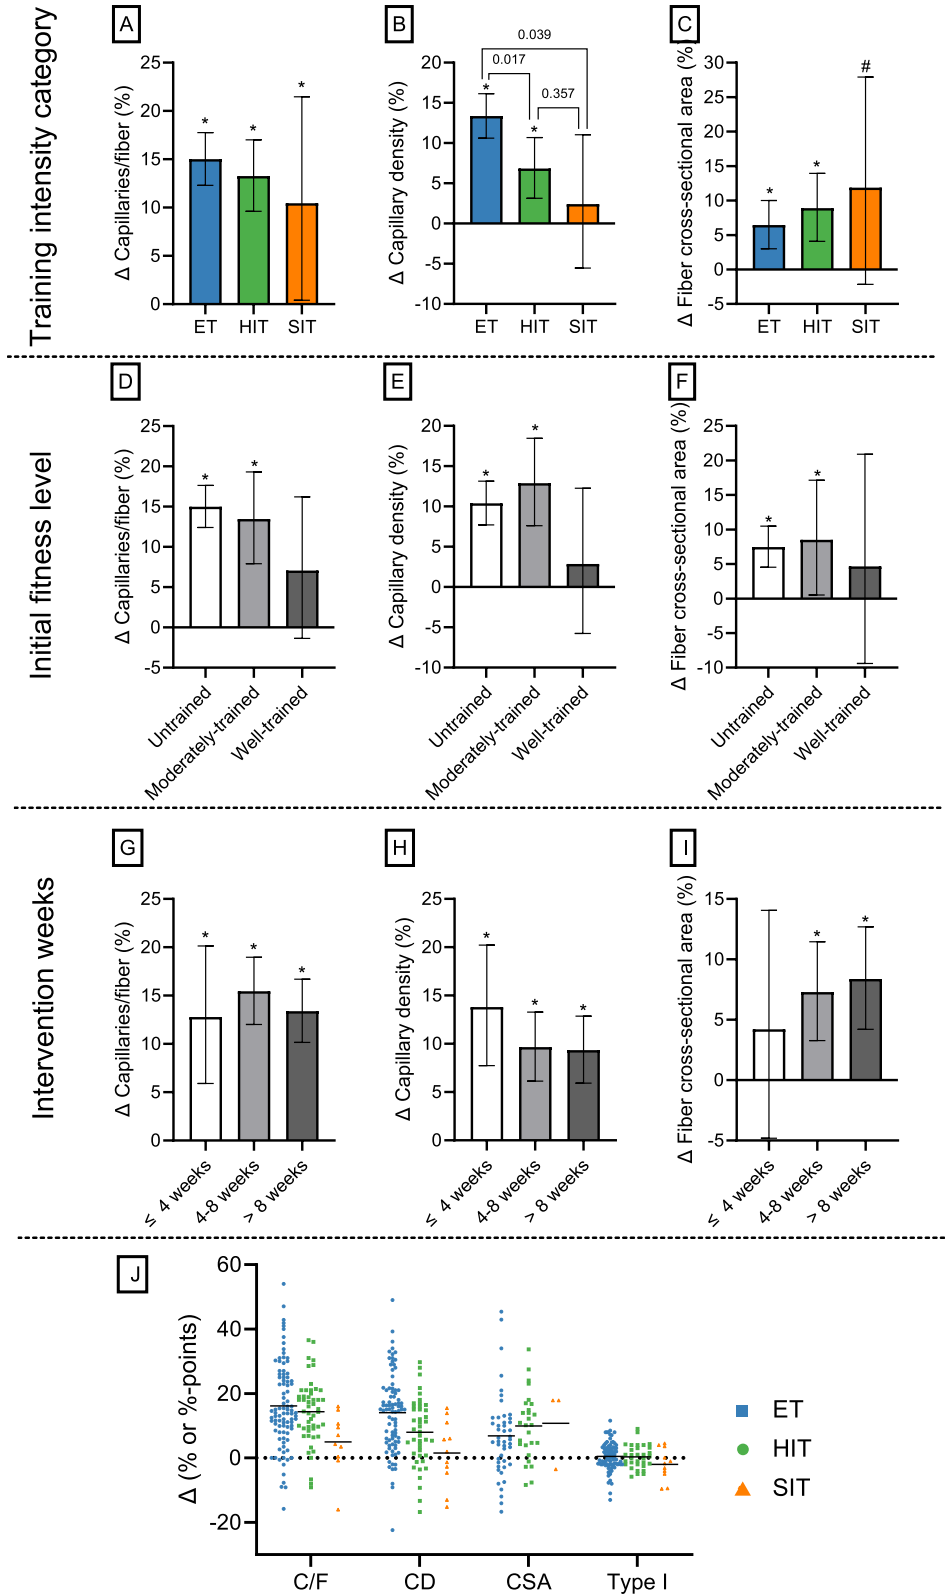 Training intensity category
A
Δ Capillaries/fiber (%)
25
20
15
10
5
0
*
*
*
ET
HIT
SIT
B
Δ Capillary density (%)
20
15
10
5
0
-5
-10
0.039
0.017
0.357
*
*
ET
HIT
SIT
C
Δ Fiber cross-sectional area (%)
30
25
20
15
10
5
0
-5
*
*
#
ET
HIT
SIT
Initial fitness level
D
Δ Capillaries/fiber (%)
25
20
15
10
5
0
-5
*
*
Untrained
Moderately-trained
Well-trained
E
Δ Capillary density (%)
20
15
10
5
0
-5
-10
*
*
Untrained
Moderately-trained
Well-trained
F
Δ Fiber cross-sectional area (%)
25
20
15
10
5
0
-5
-10
*
*
Untrained
Moderately-trained
Well-trained
Intervention weeks
G
Δ Capillaries/fiber (%)
25
20
15
10
5
0
*
*
*
≤ 4 weeks
4-8 weeks
> 8 weeks
H
Δ Capillary density (%)
25
20
15
10
5
0
*
*
*
≤ 4 weeks
4-8 weeks
> 8 weeks
I
Δ Fiber cross-sectional area (%)
15
10
5
0
-5
*
*
≤ 4 weeks
4-8 weeks
> 8 weeks
J
Δ (% or %-points)
60
40
20
0
-20
C/F
CD
CSA
Type I
ET
HIT
SIT